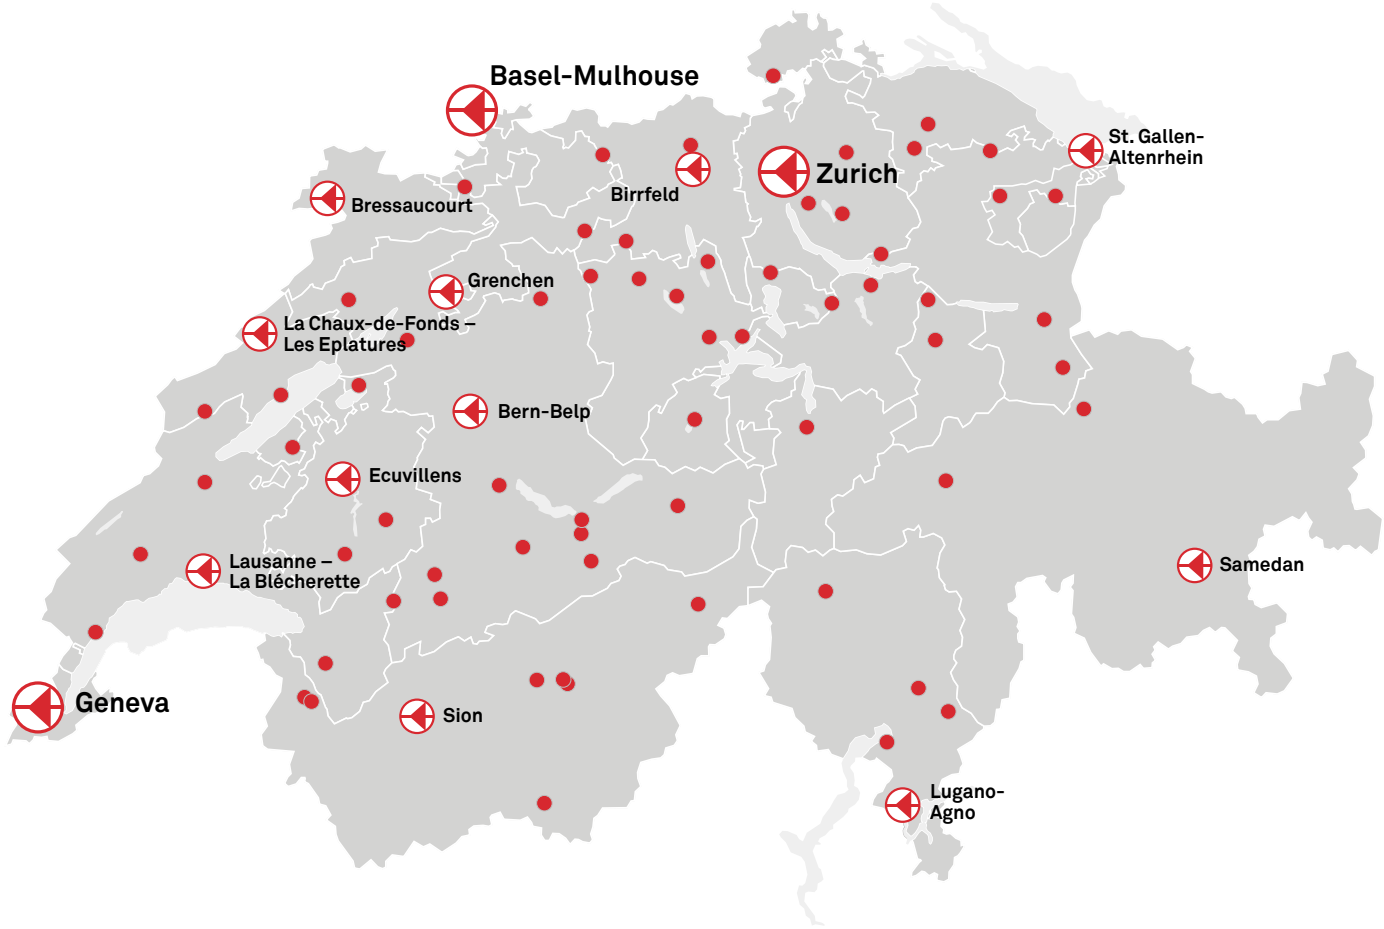 Basel-Mulhouse
St. Gallen-
Altenrhein
Zurich
Birrfeld
Bressaucourt
Grenchen
La Chaux-de-Fonds –
Les Eplatures
Bern-Belp
Ecuvillens
Lausanne –
La Blécherette
Samedan
Geneva
Sion
Lugano-
Agno